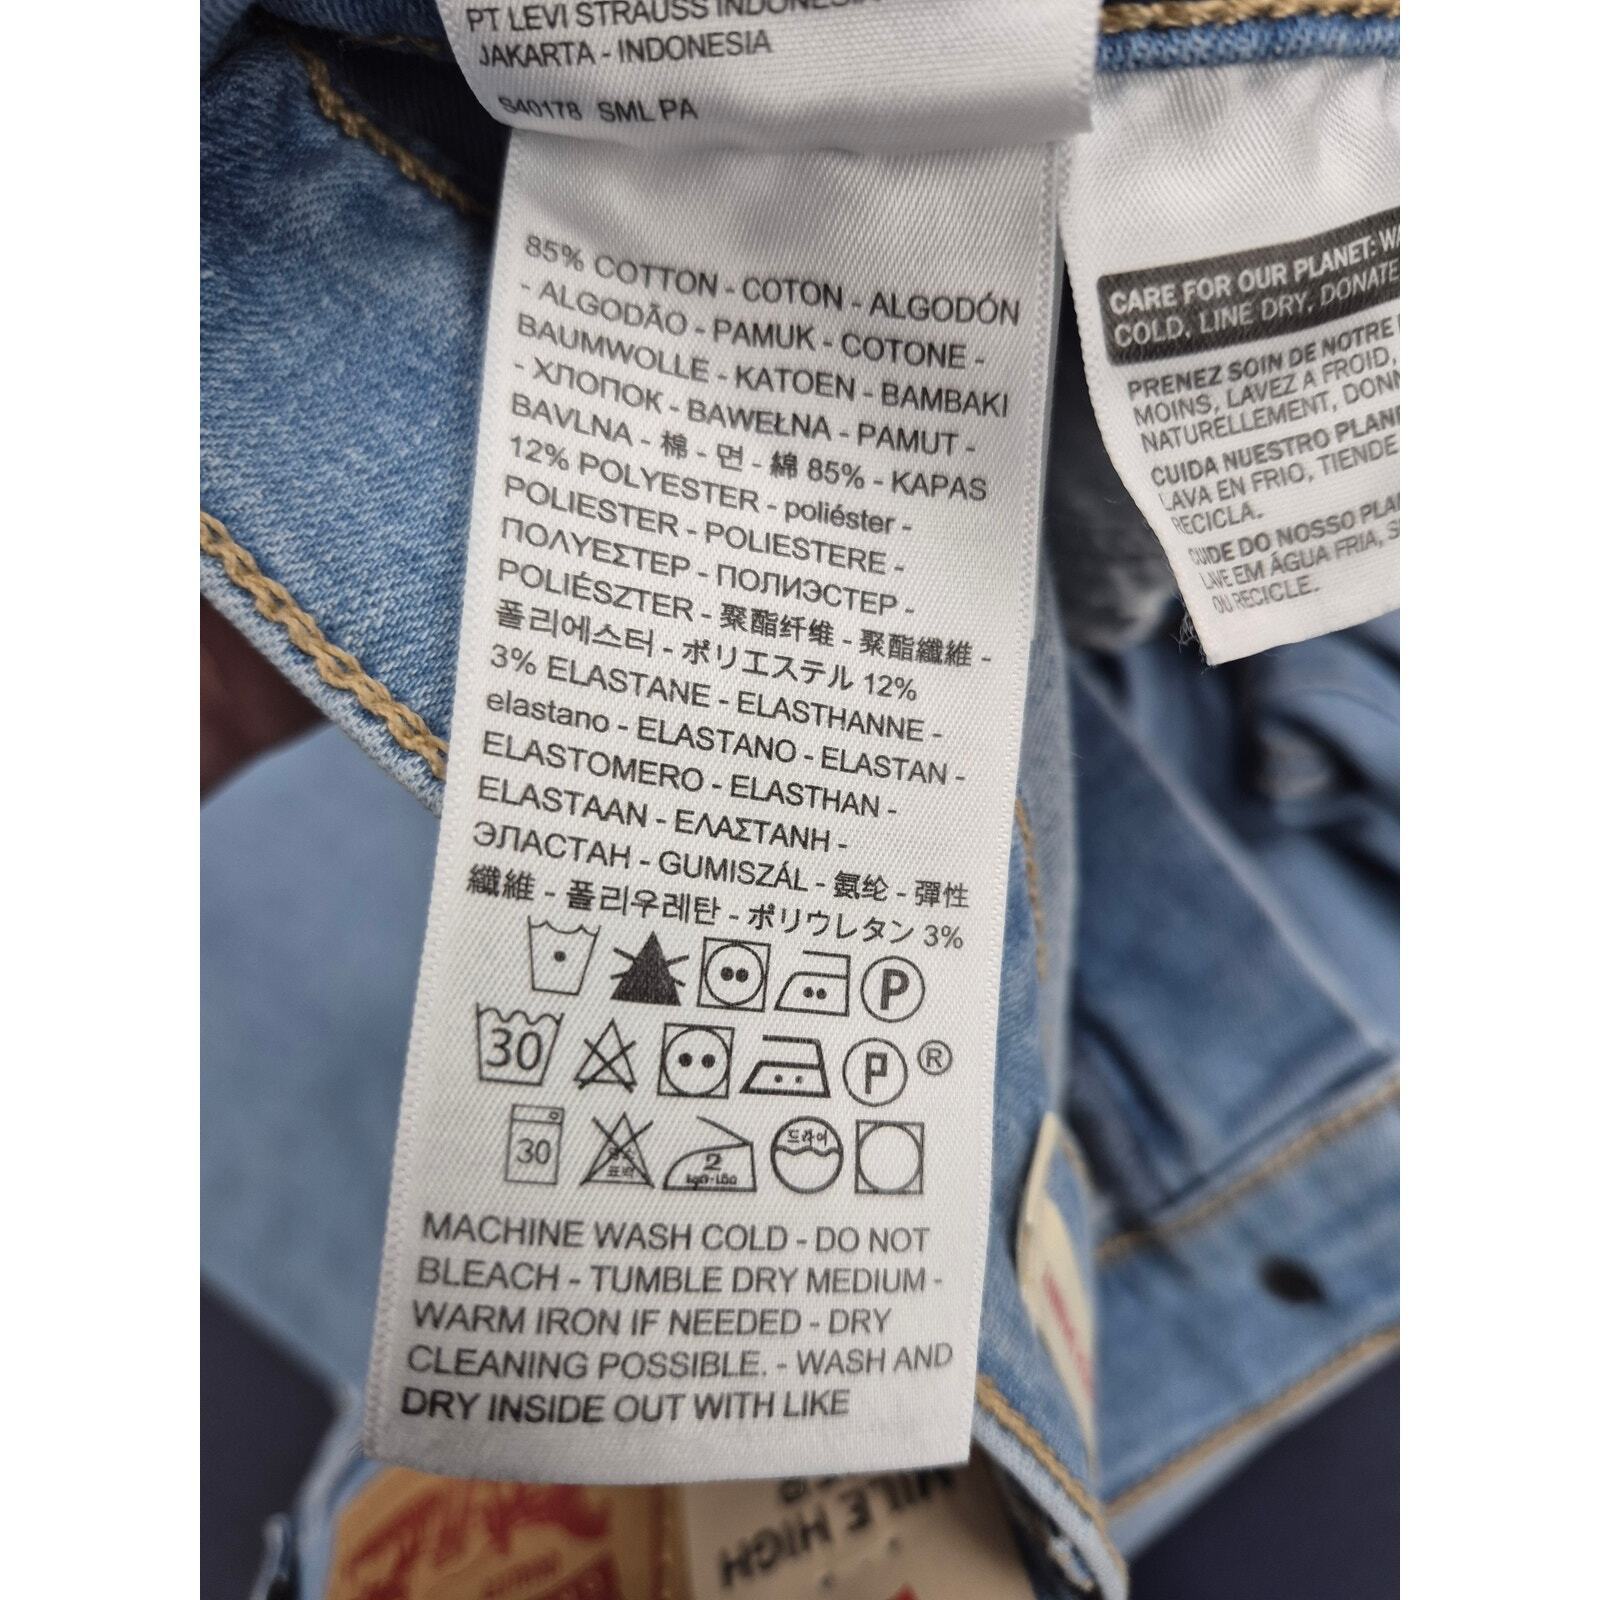 PT LEVI STRAUSS INDONESIA
JAKARTA - INDONESIA
S40178 SML PA
85% COTTON - COTON - ALGODÓN
- ALGODÃO - PAMUK - COTONE -
BAUMWOLLE - KATOEN - BAMBAKI
- ХЛОПОК - BAWEŁNA - PAMUT -
BAVLNA - 棉 - 면 - 綿 85% - KAPAS
12% POLYESTER - poliéster -
POLIESTER - POLIESTERE -
ΠΟΛΥΕΣΤΕΡ - ПОЛИЭСТЕР -
POLIÉSZTER - 聚酯纤维 - 聚酯纖維 -
폴리에스터 - ポリエステル 12%
3% ELASTANE - ELASTHANNE -
elastano - ELASTANO - ELASTAN -
ELASTOMERO - ELASTHAN -
ELASTAAN - ΕΛΑΣΤΑΝΗ -
ЭЛАСТАН - GUMISZÁL - 氨纶 - 彈性
纖維 - 폴리우레탄 - ポリウレタン 3%
P
30 P ®
30 염소 표백 2 드라이
MACHINE WASH COLD - DO NOT
BLEACH - TUMBLE DRY MEDIUM -
WARM IRON IF NEEDED - DRY
CLEANING POSSIBLE. - WASH AND
DRY INSIDE OUT WITH LIKE
CARE FOR OUR PLANET: WA
COLD, LINE DRY, DONATE
PRENEZ SOIN DE NOTRE
MOINS, LAVEZ A FROID,
NATURELLEMENT, DONN
CUIDA NUESTRO PLAN
LAVA EN FRIO, TIENDE
RECICLA.
CUIDE DO NOSSO PLA
LAVE EM ÁGUA FRIA, S
OU RECICLE.
MILE HIGH